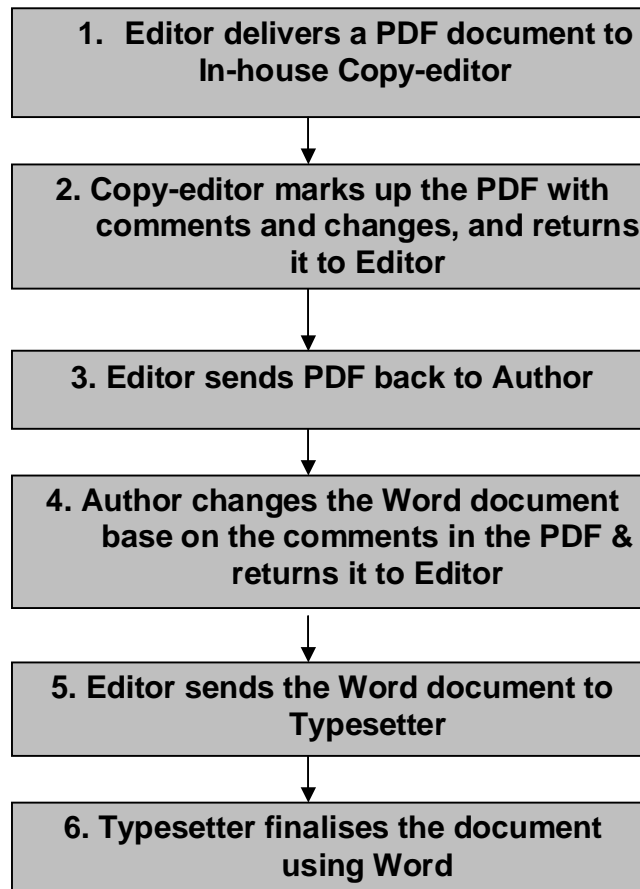 1. Editor delivers a PDF document to
In-house Copy-editor
2. Copy-editor marks up the PDF with
comments and changes, and returns
it to Editor
3. Editor sends PDF back to Author
4. Author changes the Word document
base on the comments in the PDF &
returns it to Editor
5. Editor sends the Word document to
Typesetter
6. Typesetter finalises the document
using Word